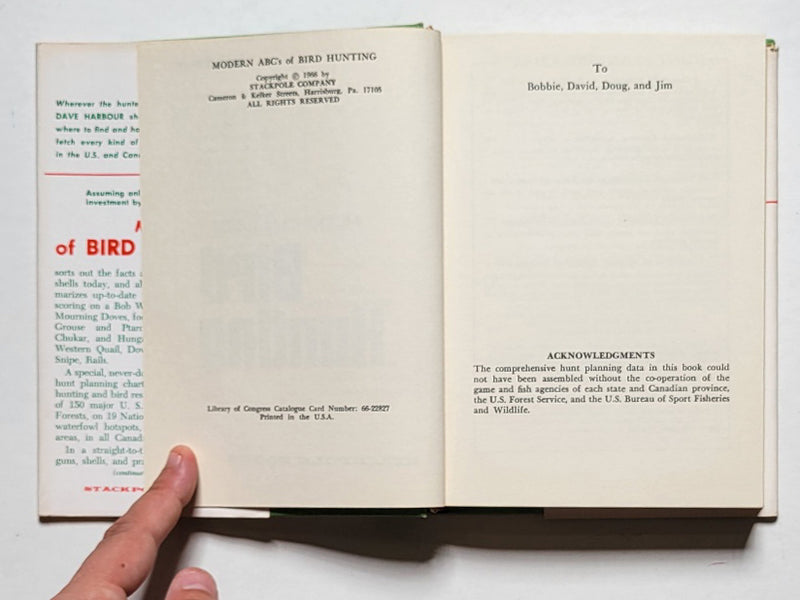 Wherever the hunte
DAVE HARBOUR sh
where to find and ho
fetch every kind of
in the U.S. and Can
Assuming onl
investment by
of BIRD
sorts out the facts a
shells today, and al
marizes up-to-date
scoring on a Bob W
Mourning Doves, fo
Grouse and Ptarm
Chukar, and Hunga
Western Quail, Dov
Snipe, Rails.
A special, never-d
hunt planning chart
hunting and bird res
of 150 major U. S.
Forests, on 19 Nation
waterfowl hotspots,
areas, in all Canad
In a straight-to-t
guns, shells, and pra
(continue
STACKPO
MODERN ABC's of BIRD HUNTING
Copyright © 1966 by
STACKPOLE COMPANY
Cameron & Kelker Streets, Harrisburg, Pa. 17105
ALL RIGHTS RESERVED
Library of Congress Catalogue Card Number: 66-22827
Printed in the U.S.A.
To
Bobbie, David, Doug, and Jim
ACKNOWLEDGMENTS
The comprehensive hunt planning data in this book could
not have been assembled without the co-operation of the
game and fish agencies of each state and Canadian province,
the U.S. Forest Service, and the U.S. Bureau of Sport Fisheries
and Wildlife.